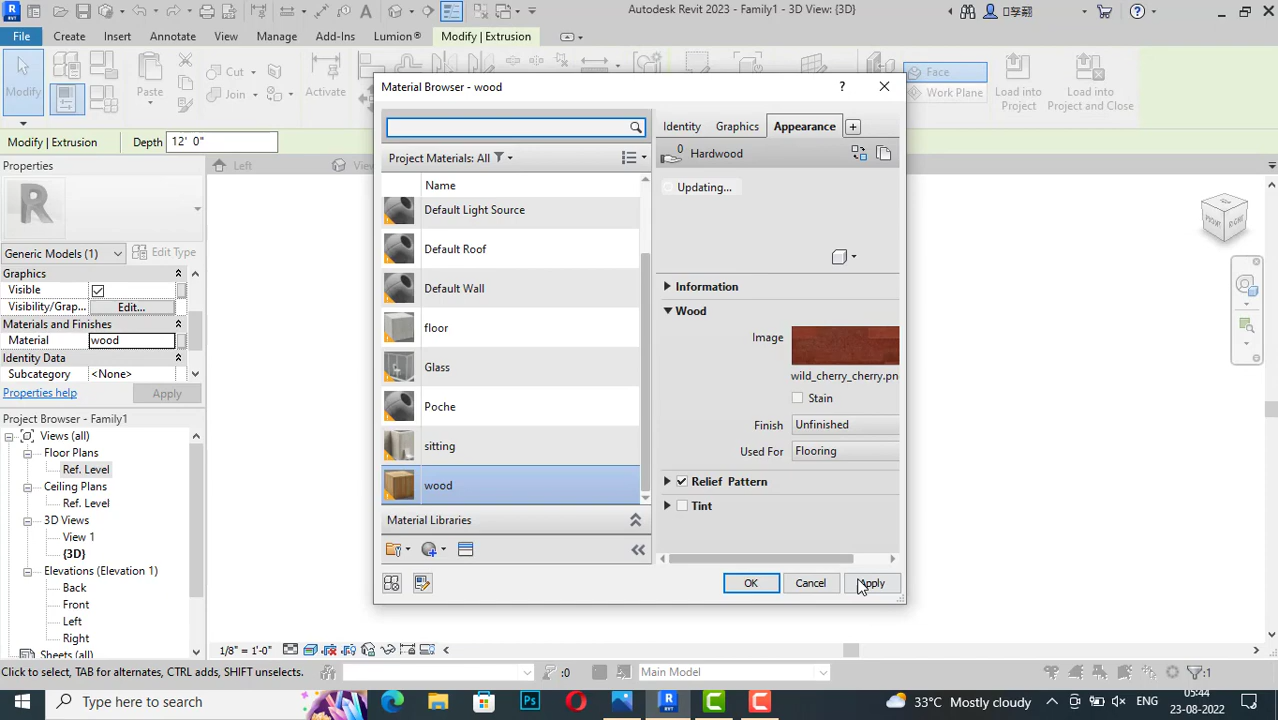 Autodesk Revit 2023 - Family1 - 3D View: {3D}
File Create Insert Annotate View Manage Add-Ins Lumion® Modify | Extrusion
Modify Paste Cut Join Activate Face Work Plane Load into Project Load into Project and Close
Modify | Extrusion Depth 12' 0"
Properties
Left
Generic Models (1) Edit Type
Graphics
Visible
Visibility/Grap... Edit...
Materials and Finishes
Material wood
Identity Data
Subcategory <None>
Properties help Apply
Project Browser - Family1
Views (all)
Floor Plans
Ref. Level
Ceiling Plans
Ref. Level
3D Views
View 1
{3D}
Elevations (Elevation 1)
Back
Front
Left
Right
Sheets (all)
Material Browser - wood
?
Project Materials: All
Name
Default Light Source
Default Roof
Default Wall
floor
Glass
Poche
sitting
wood
Material Libraries
Identity Graphics Appearance
0 Hardwood
Updating...
Information
Wood
Image
wild_cherry_cherry.pn
Stain
Finish Unfinished
Used For Flooring
Relief Pattern
Tint
OK Cancel Apply
1/8" = 1'-0"
Click to select, TAB for alternates, CTRL adds, SHIFT unselects. :0 Main Model :1
Type here to search
33°C Mostly cloudy ENG 05:44
23-08-2022